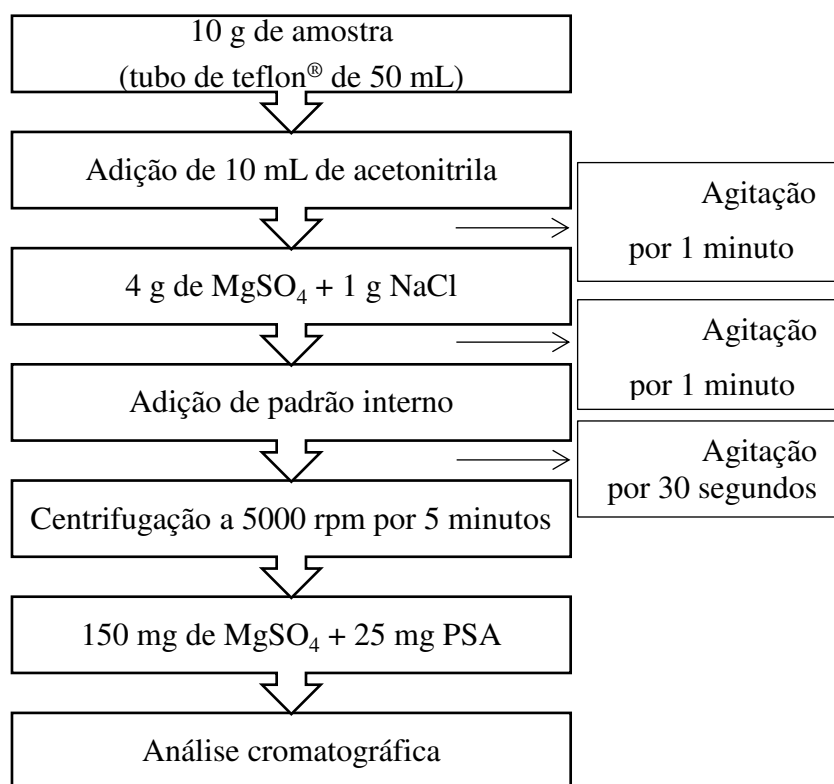 10 g de amostra
(tubo de teflon® de 50 mL)
Adição de 10 mL de acetonitrila
Agitação
por 1 minuto
4 g de MgSO₄ + 1 g NaCl
Agitação
por 1 minuto
Adição de padrão interno
Agitação
por 30 segundos
Centrifugação a 5000 rpm por 5 minutos
150 mg de MgSO₄ + 25 mg PSA
Análise cromatográfica